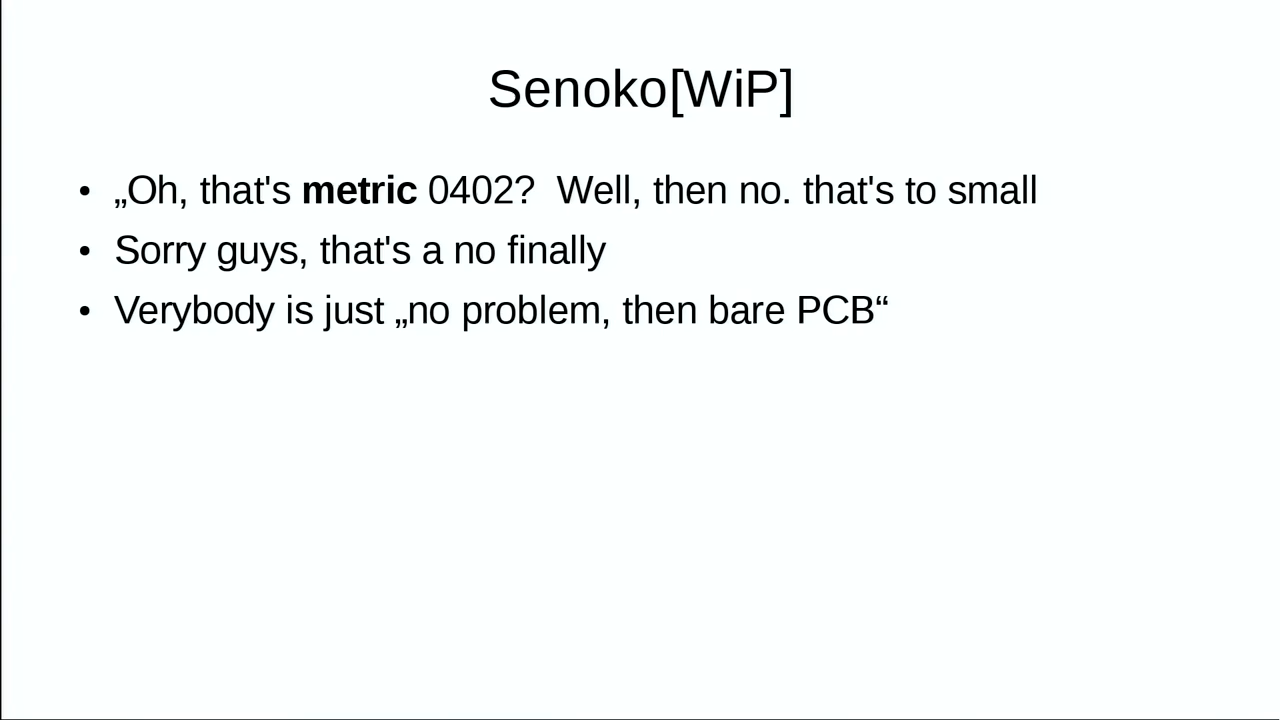 Senoko[WiP]
• „Oh, that's metric 0402?  Well, then no. that's to small
• Sorry guys, that's a no finally
• Verybody is just „no problem, then bare PCB“